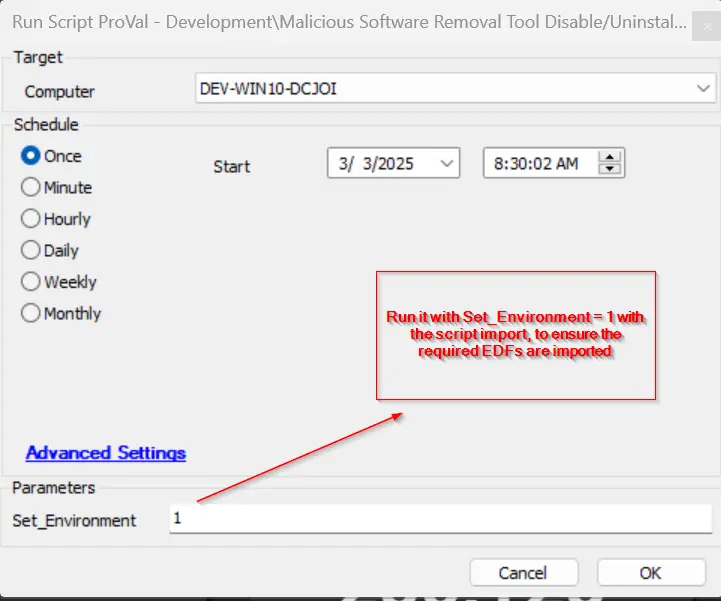 Run Script ProVal - Development\Malicious Software Removal Tool Disable/Uninstal...
Target
Computer
DEV-WIN10-DCJOI
Schedule
Once
Start
3/ 3/2025
8:30:02 AM
Minute
Hourly
Daily
Weekly
Monthly
Run it with Set_Environment = 1 with
the script import, to ensure the
required EDFs are imported
Advanced Settings
Parameters
Set_Environment
1
Cancel
OK